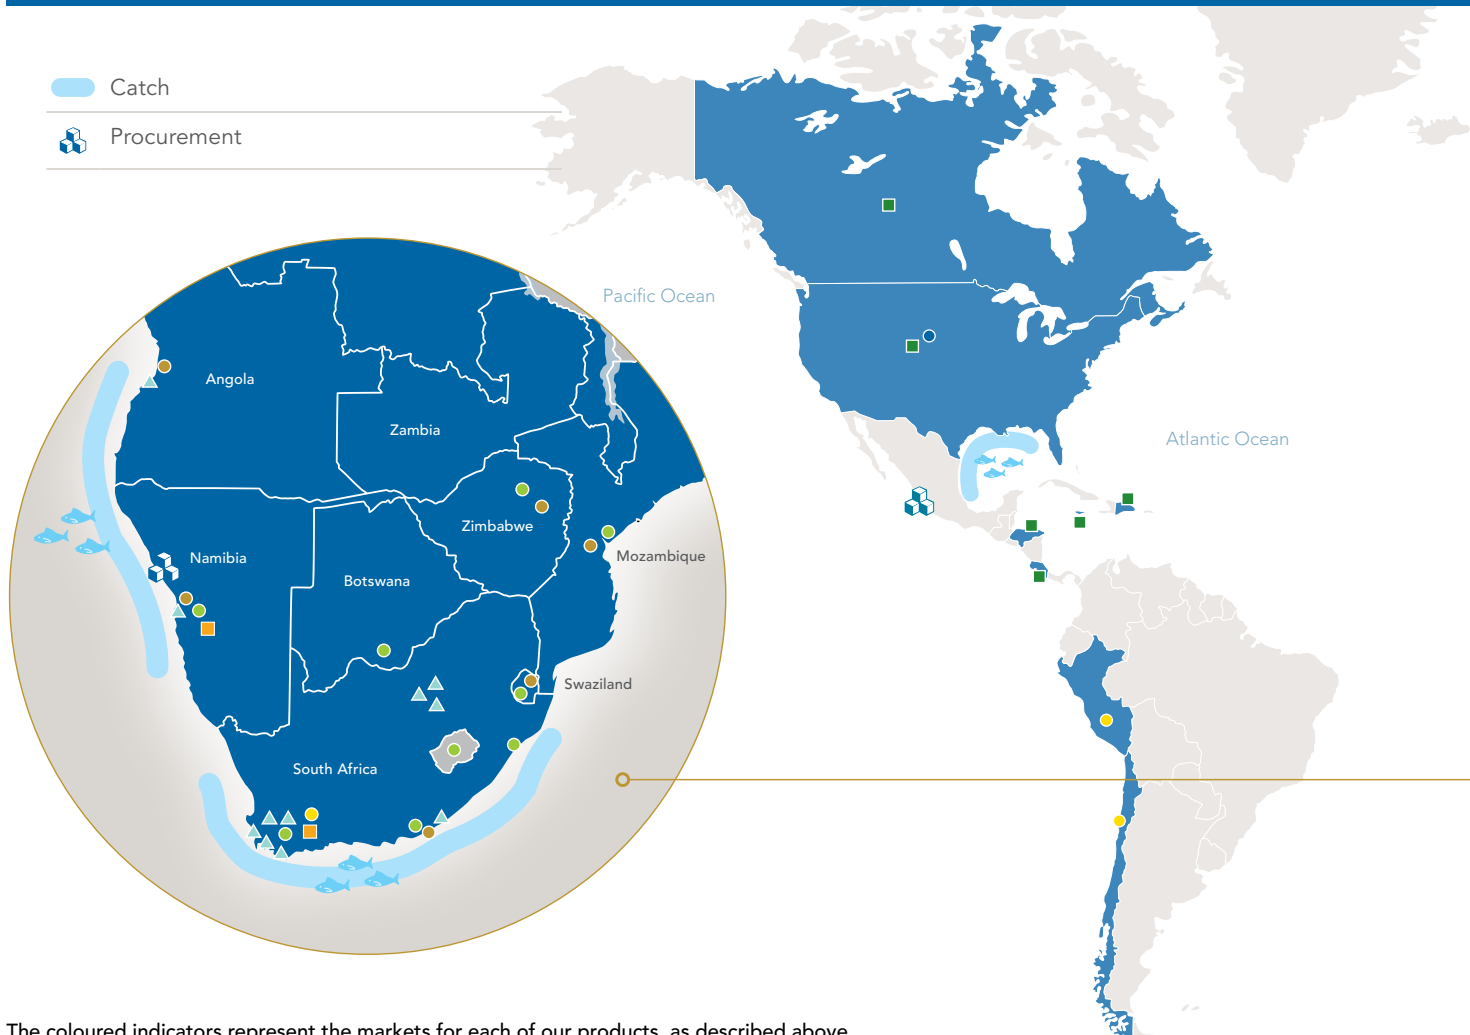 Catch
Procurement
Pacific Ocean
Atlantic Ocean
Angola
Zambia
Zimbabwe
Mozambique
Namibia
Botswana
Swaziland
South Africa
The coloured indicators represent the markets for each of our products, as described above